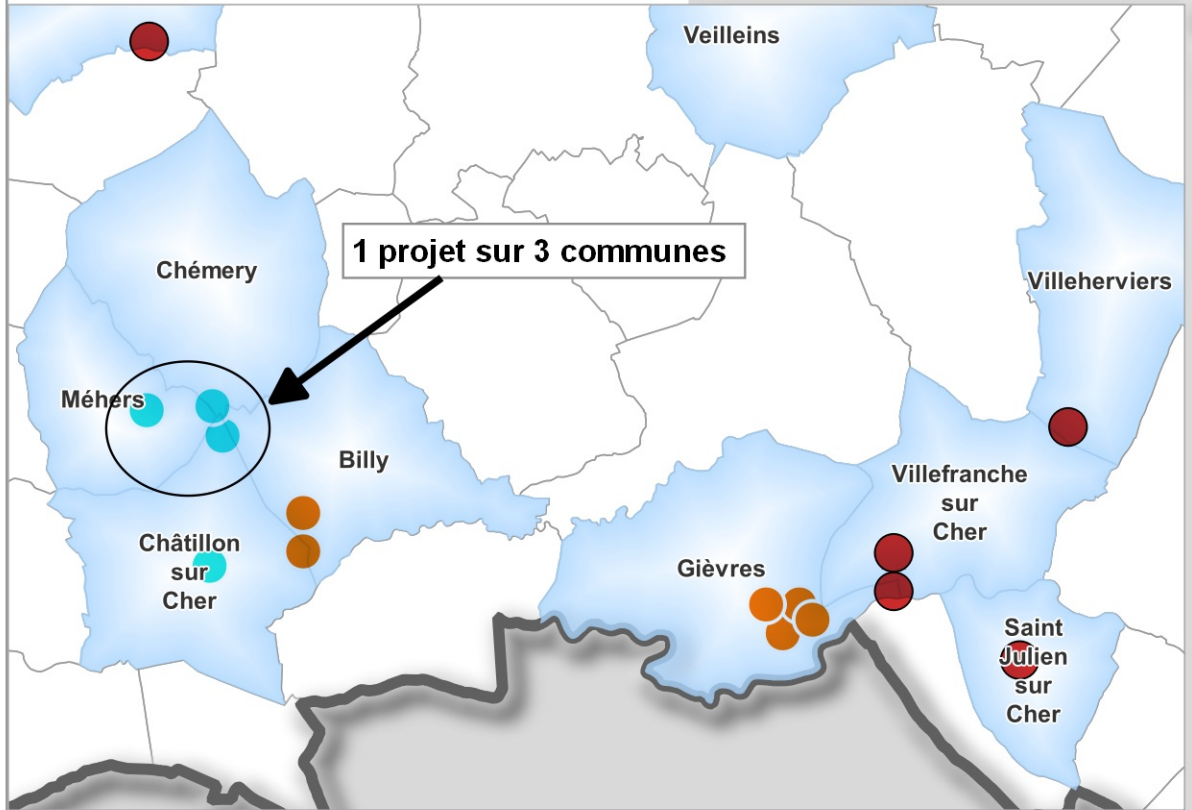 Veilleins
1 projet sur 3 communes
Chémery
Villeherviers
Méhers
Billy
Villefranche
sur
Cher
Châtillon
sur
Cher
Gièvres
Saint
Julien
sur
Cher